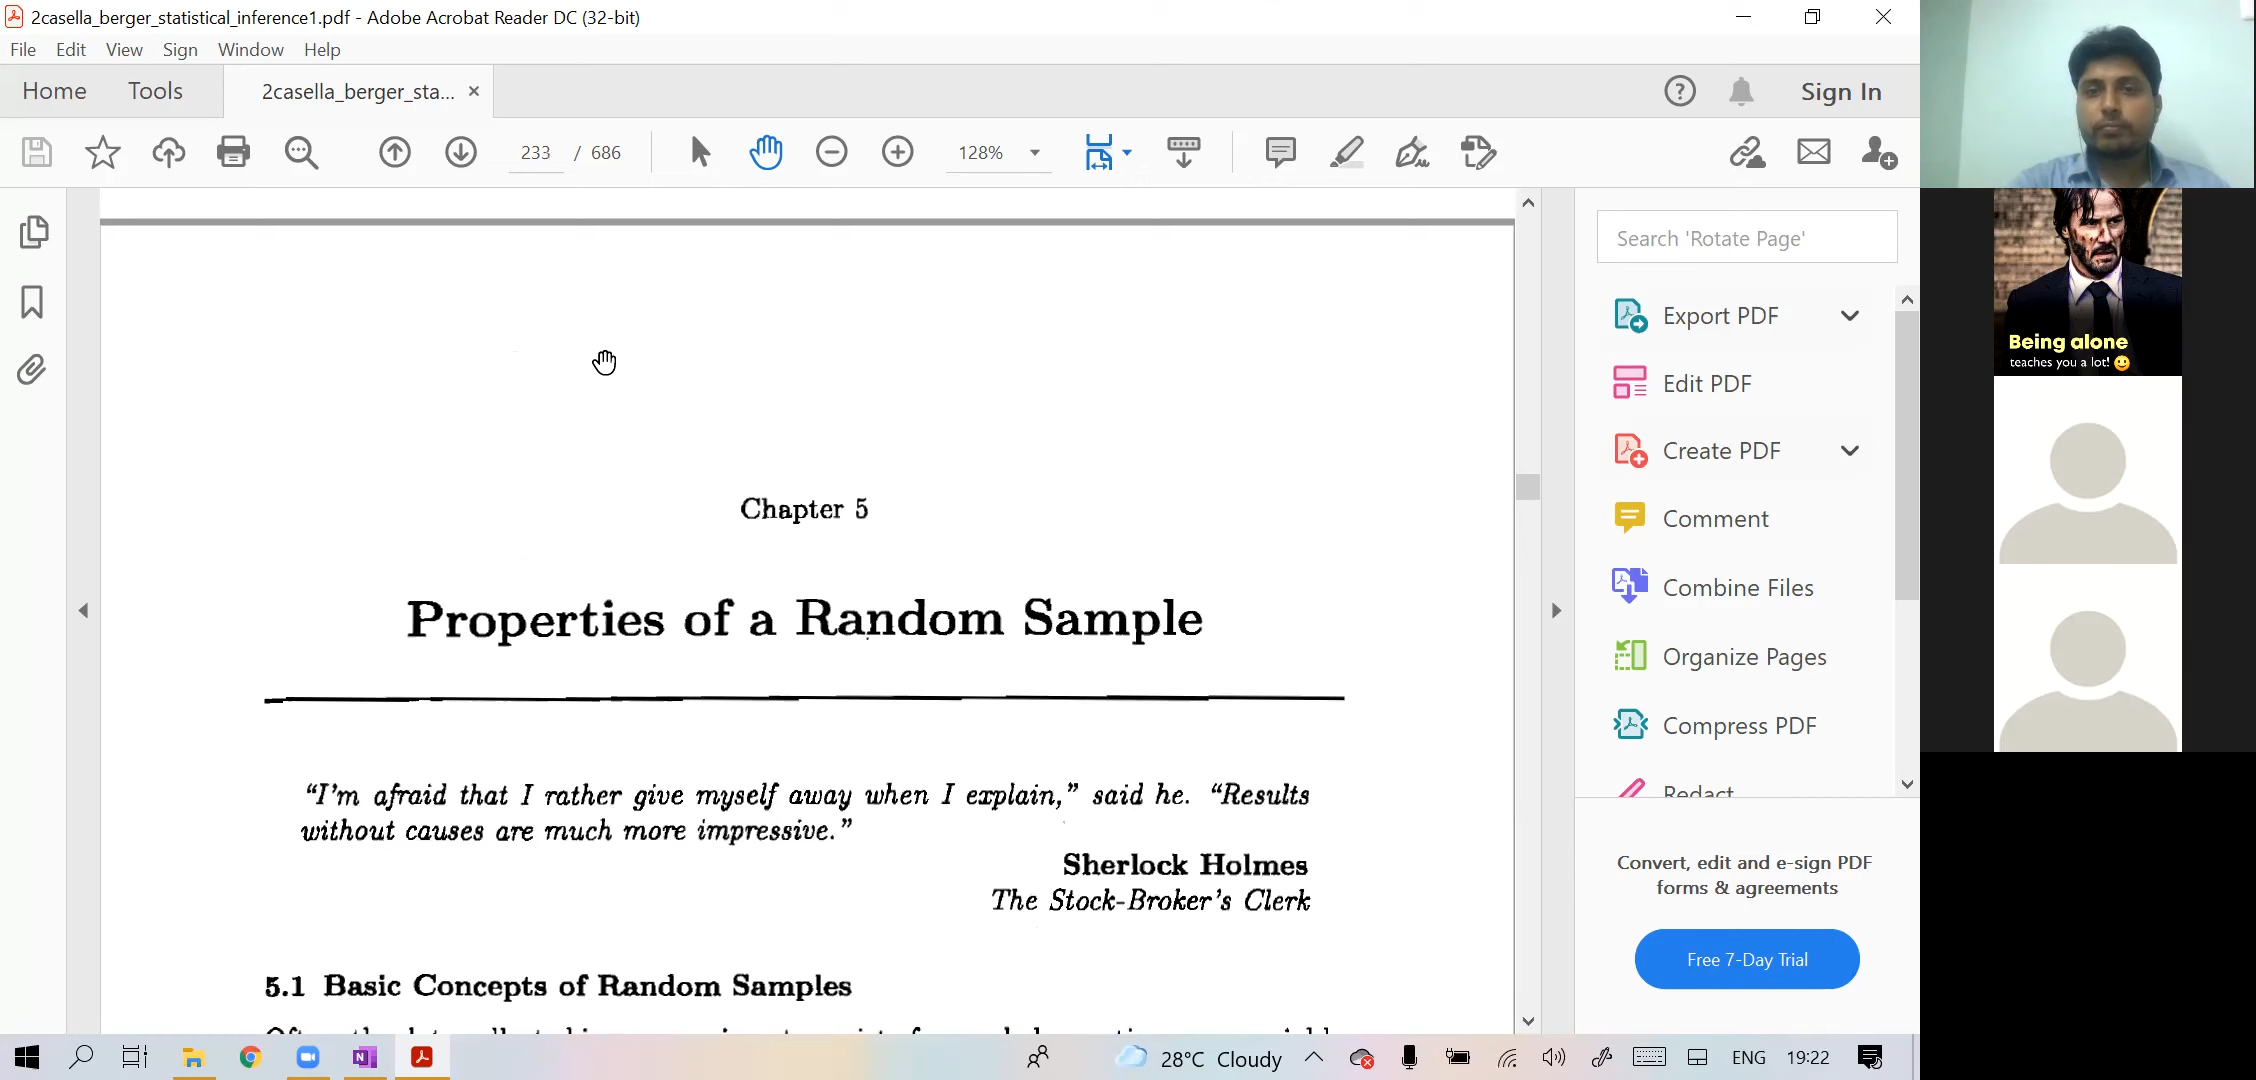 2casella_berger_statistical_inference1.pdf - Adobe Acrobat Reader DC (32-bit)
File Edit View Sign Window Help
Home Tools 2casella_berger_sta... ×
Sign In
233 / 686 128%
Search 'Rotate Page'
Export PDF
Edit PDF
Create PDF
Comment
Combine Files
Organize Pages
Compress PDF
Redact
Convert, edit and e-sign PDF
forms & agreements
Free 7-Day Trial
Chapter 5
Properties of a Random Sample
“I’m afraid that I rather give myself away when I explain,” said he. “Results
without causes are much more impressive.”
Sherlock Holmes
The Stock-Broker’s Clerk
5.1 Basic Concepts of Random Samples
Being alone
teaches you a lot!
28°C Cloudy ENG 19:22